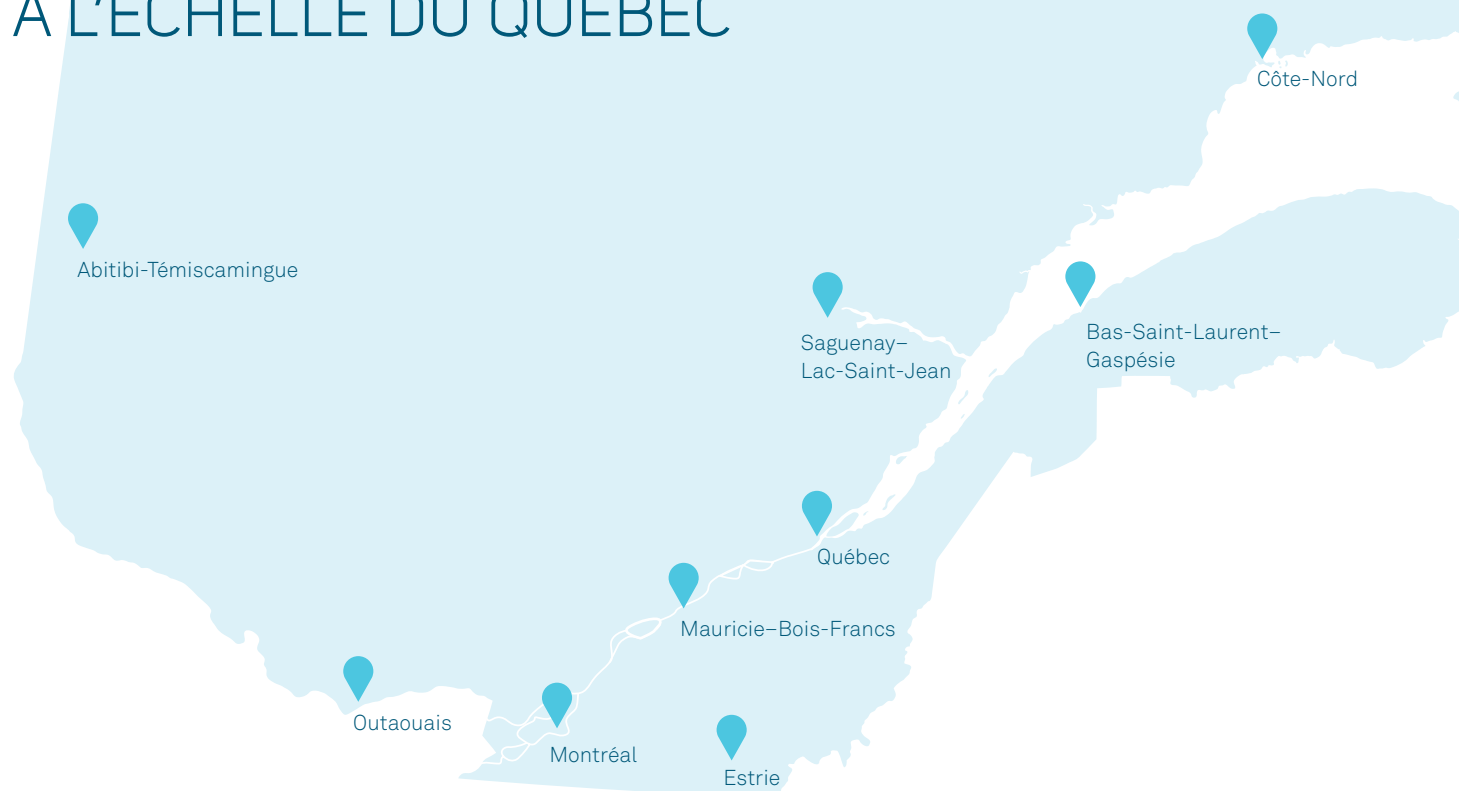 À L'ÉCHELLE DU QUÉBEC
Côte-Nord
Abitibi-Témiscamingue
Saguenay–
Lac-Saint-Jean
Bas-Saint-Laurent–
Gaspésie
Québec
Mauricie–Bois-Francs
Outaouais
Montréal
Estrie